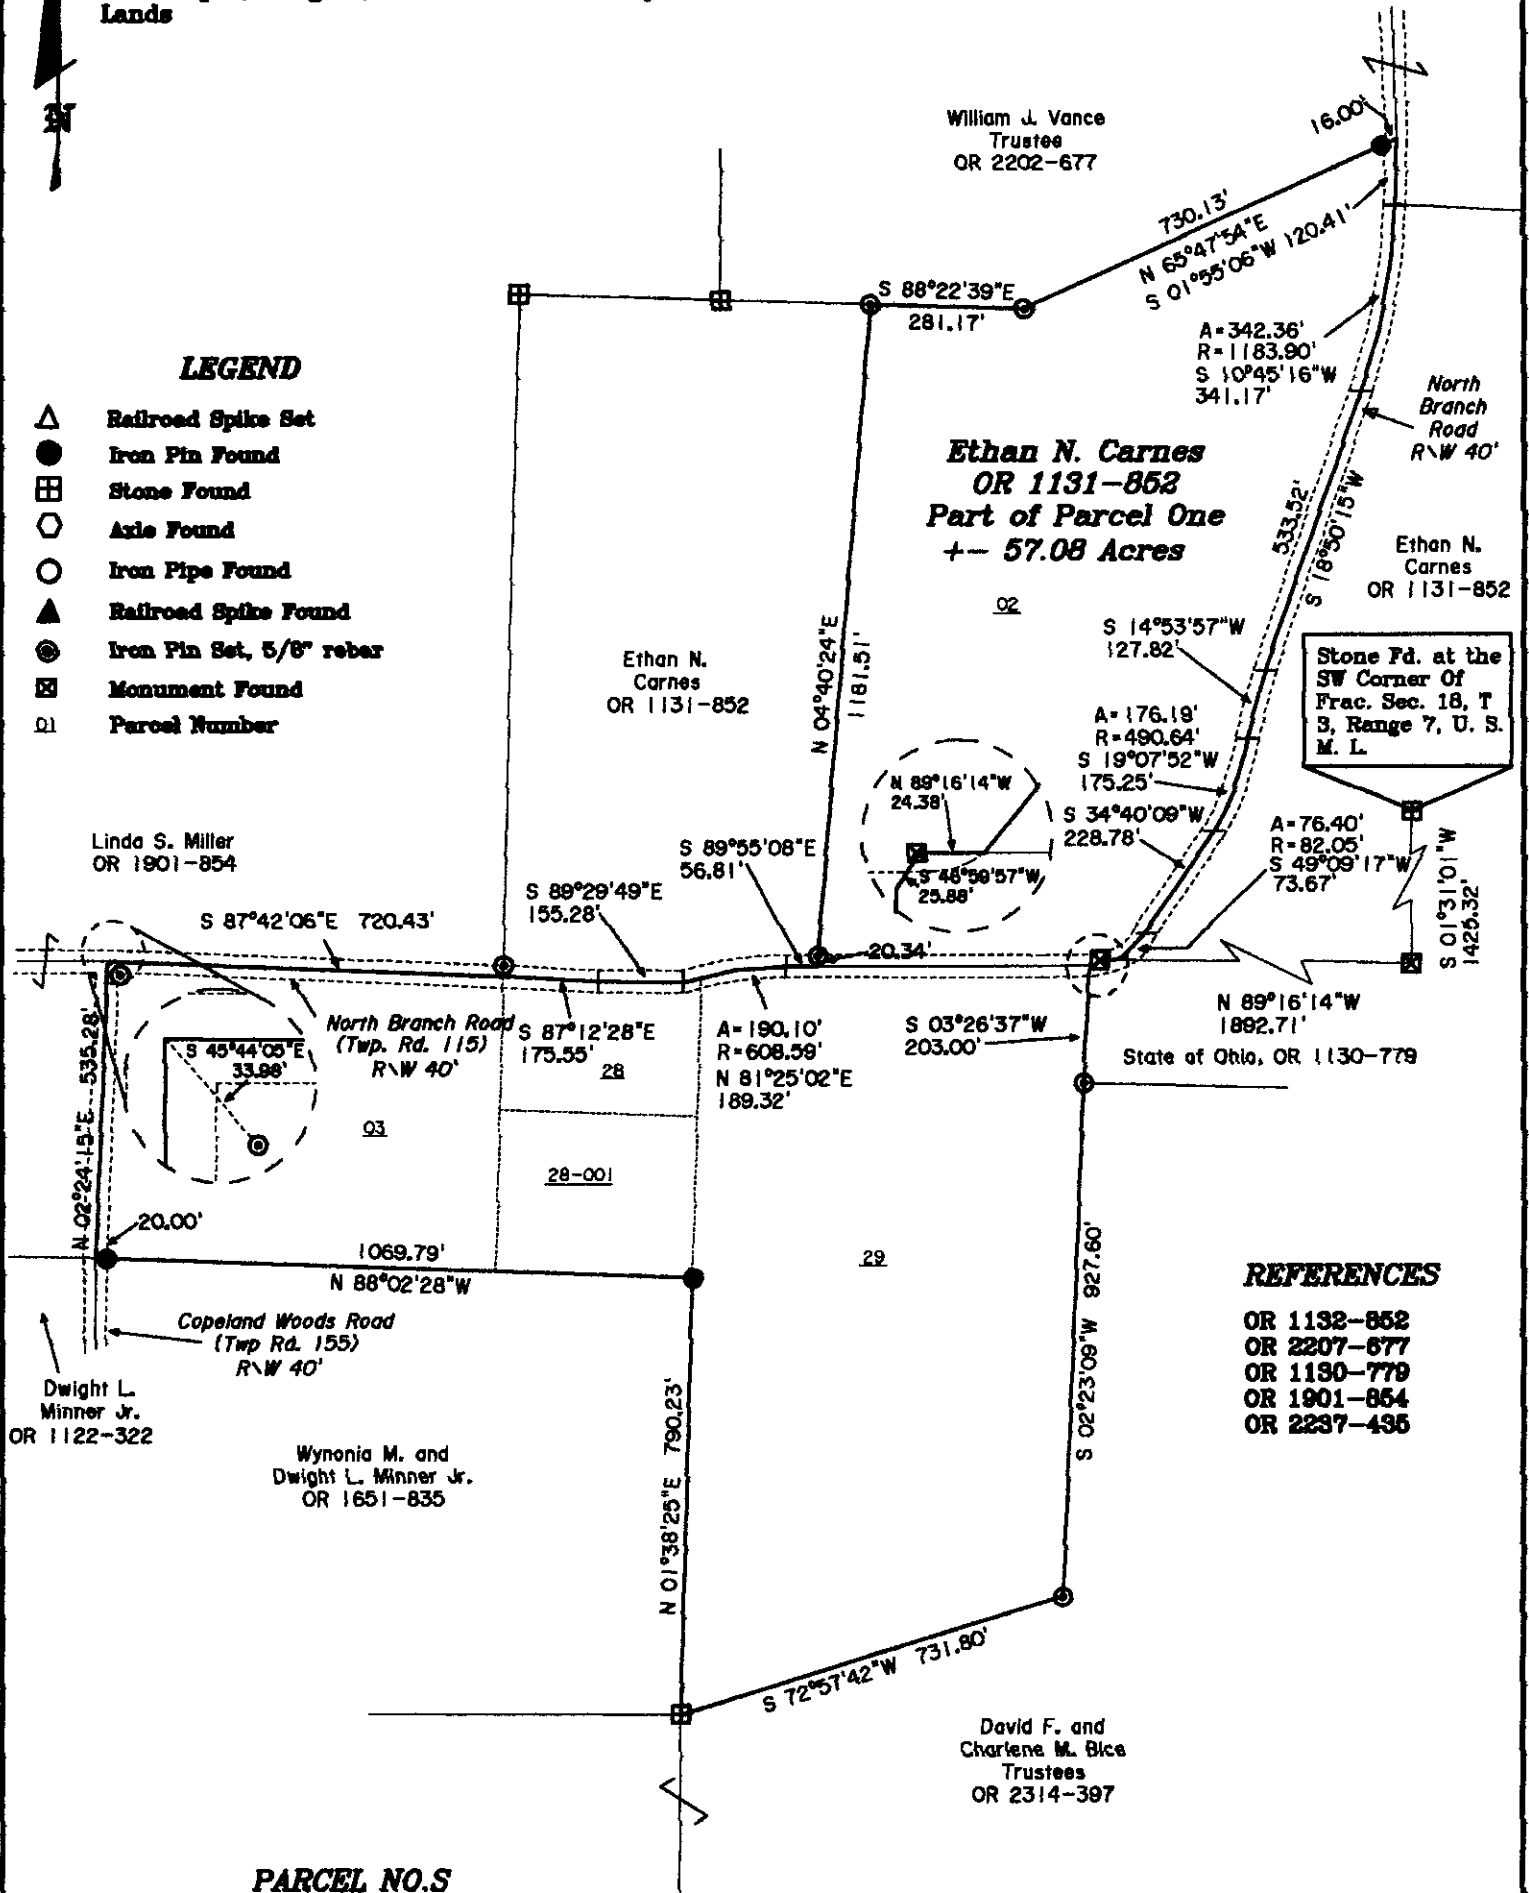 Lands
N
William J. Vance
Trustee
OR 2202-677
16.00'
730.13'
N 65°47'54"E
S 01°55'06"W 120.41'
S 88°22'39"E
281.17'
A=342.36'
R=1183.90'
S 10°45'16"W
341.17'
North
Branch
Road
R\W 40'
LEGEND
Railroad Spike Set
Iron Pin Found
Stone Found
Axle Found
Iron Pipe Found
Railroad Spike Found
Iron Pin Set, 5/8" rebar
Monument Found
01 Parcel Number
Ethan N. Carnes
OR 1131-852
Part of Parcel One
+- 57.08 Acres
02
533.52'
S 18°50'15"W
Ethan N.
Carnes
OR 1131-852
N 04°40'24"E
1181.51'
Ethan N.
Carnes
OR 1131-852
S 14°53'57"W
127.82'
Stone Fd. at the
SW Corner Of
Frac. Sec. 18, T
3, Range 7, U. S.
M. L.
A=176.19'
R=490.64'
S 19°07'52"W
175.25'
N 89°16'14"W
24.38'
S 34°40'09"W
228.78'
A=76.40'
R=82.05'
S 49°09'17"W
73.67'
S 01°31'01"W
1425.32'
Linda S. Miller
OR 1901-854
S 89°55'08"E
56.81'
25.88'
S 89°29'49"E
155.28'
S 87°42'06"E 720.43'
20.34'
N 89°16'14"W
1892.71'
State of Ohio, OR 1130-779
N 02°24'15"E 535.28'
North Branch Road
(Twp. Rd. 115)
R\W 40'
S 87°12'28"E
175.55'
A=190.10'
R=608.59'
N 81°25'02"E
189.32'
S 03°26'37"W
203.00'
S 45°44'05"E
33.98'
28
03
28-001
20.00'
1069.79'
N 88°02'28"W
29
S 02°23'09"W 927.60'
Copeland Woods Road
(Twp Rd. 155)
R\W 40'
REFERENCES
OR 1132-852
OR 2207-677
OR 1130-779
OR 1901-854
OR 2237-435
Dwight L.
Minner Jr.
OR 1122-322
Wynonia M. and
Dwight L. Minner Jr.
OR 1651-835
N 01°38'25"E 790.23'
S 72°57'42"W 731.80'
David F. and
Charlene M. Bice
Trustees
OR 2314-397
PARCEL NO.S